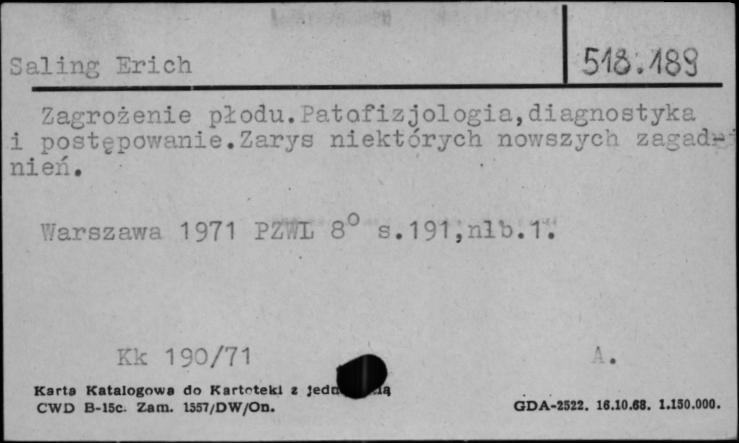 Saling Erich
518.189
Zagrożenie płodu.Patofizjologia,diagnostyka
i postępowanie.Zarys niektórych nowszych zagad-
nień.
Warszawa 1971 PZWL 8° s.191,nlb.1.
Kk 190/71
A.
Karta Katalogowa do Kartoteki z
CWD B-15c. Zam. 1557/DW/On.
GDA-2522. 16.10.68. 1.150.000.